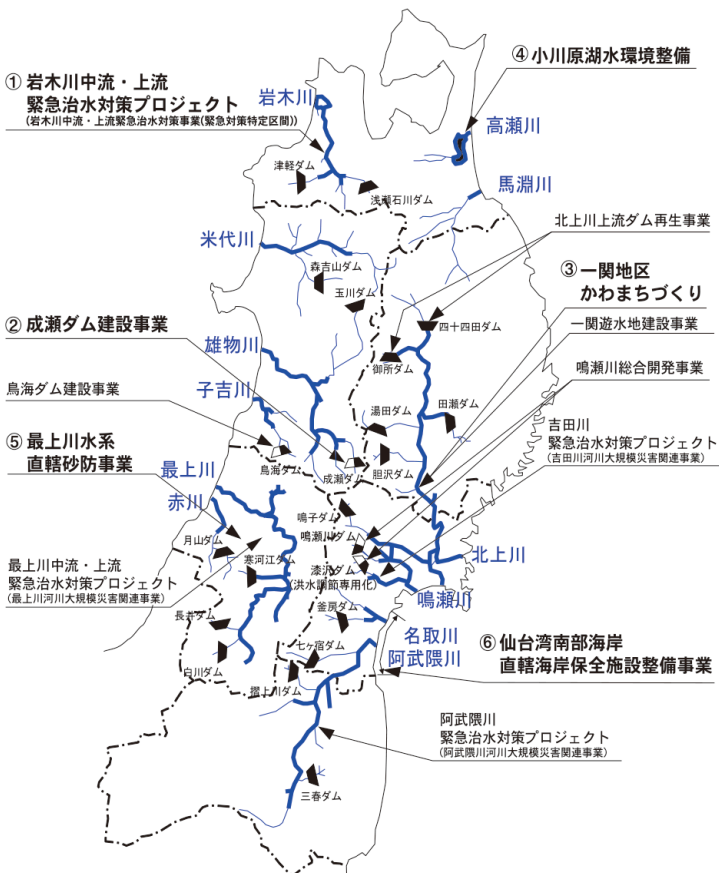 ④ 小川原湖水環境整備
① 岩木川中流・上流
緊急治水対策プロジェクト
(岩木川中流・上流緊急治水対策事業(緊急対策特定区間))
岩木川
高瀬川
津軽ダム
浅瀬石川ダム
馬淵川
北上川上流ダム再生事業
米代川
森吉山ダム
玉川ダム
③ 一関地区
かわまちづくり
② 成瀬ダム建設事業
四十四田ダム
一関遊水地建設事業
雄物川
御所ダム
鳴瀬川総合開発事業
子吉川
鳥海ダム建設事業
湯田ダム
田瀬ダム
吉田川
緊急治水対策プロジェクト
(吉田川河川大規模災害関連事業)
⑤ 最上川水系
直轄砂防事業
鳥海ダム
成瀬ダム
胆沢ダム
最上川
赤川
鳴子ダム
月山ダム
鳴瀬川ダム
北上川
最上川中流・上流
緊急治水対策プロジェクト
(最上川河川大規模災害関連事業)
寒河江ダム
漆沢ダム
(洪水調節専用化)
鳴瀬川
長井ダム
釜房ダム
名取川
阿武隈川
⑥ 仙台湾南部海岸
直轄海岸保全施設整備事業
七ヶ宿ダム
白川ダム
摺上川ダム
阿武隈川
緊急治水対策プロジェクト
(阿武隈川河川大規模災害関連事業)
三春ダム